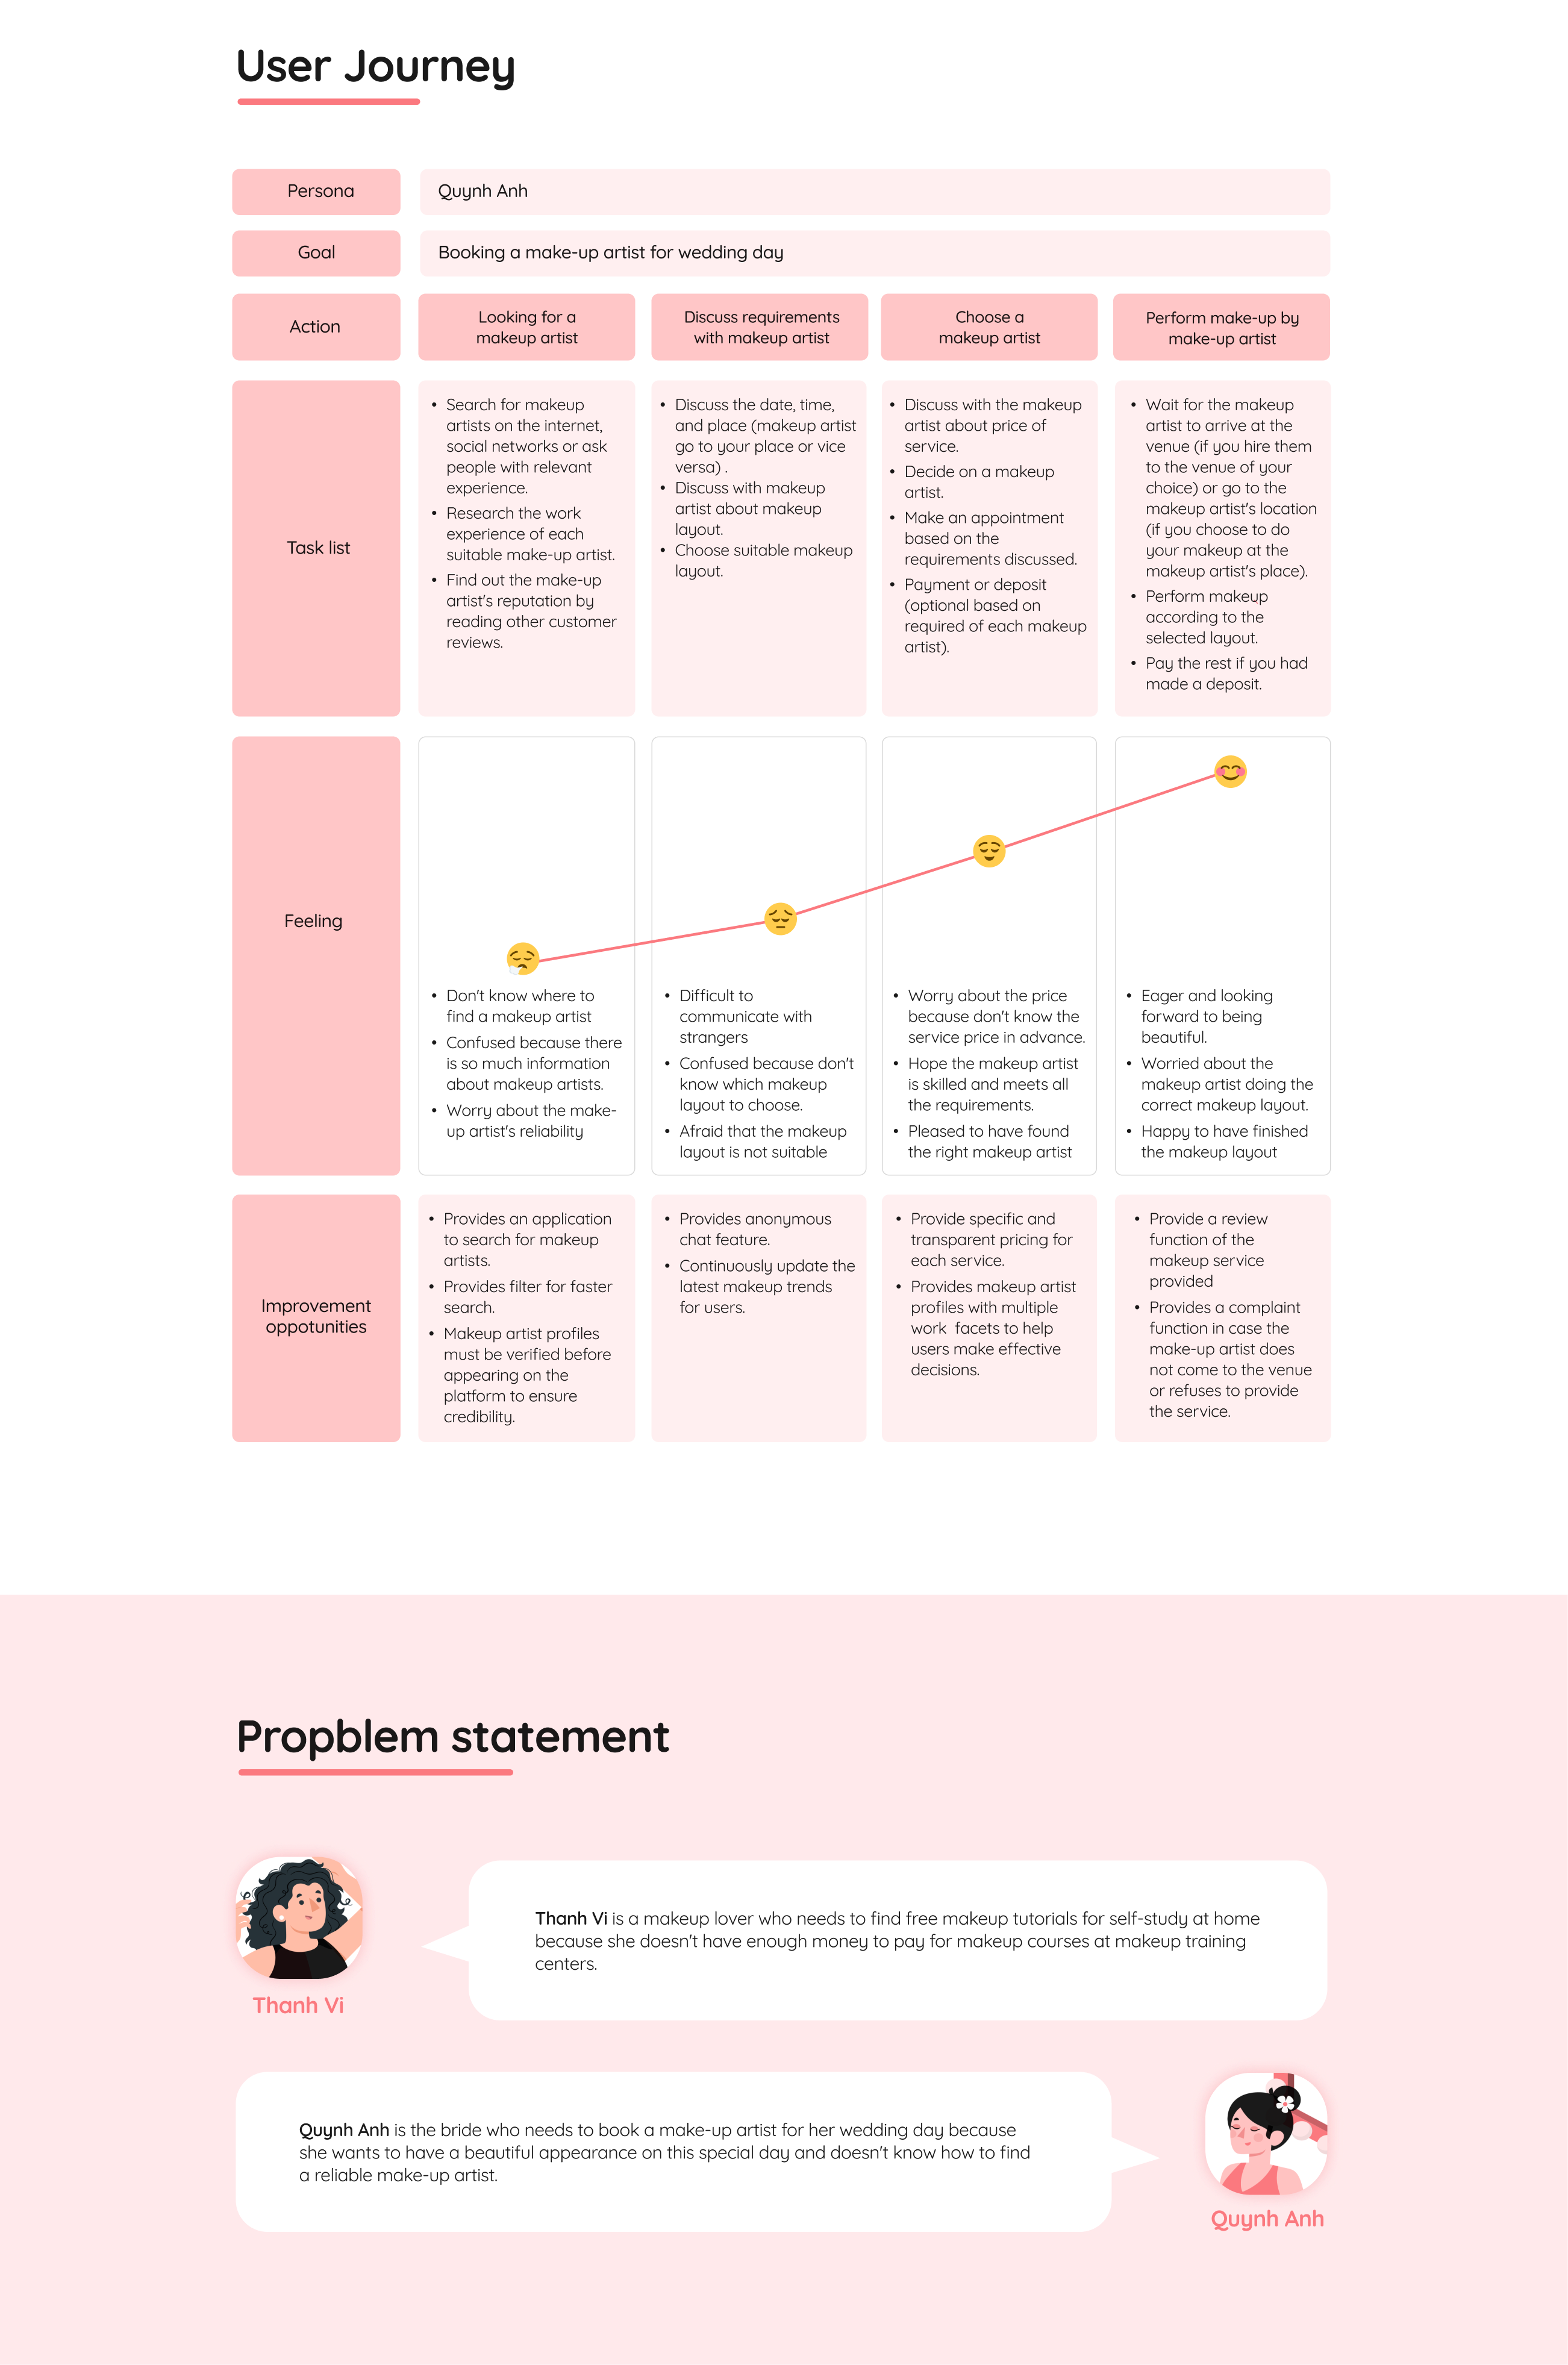 User Journey
Persona
Quynh Anh
Goal
Booking a make-up artist for wedding day
Action
Looking for a
makeup artist
Discuss requirements
with makeup artist
Choose a
makeup artist
Perform make-up by
make-up artist
Task list
• Search for makeup
artists on the internet,
social networks or ask
people with relevant
experience.
• Research the work
experience of each
suitable make-up artist.
• Find out the make-up
artist's reputation by
reading other customer
reviews.
• Discuss the date, time,
and place (makeup artist
go to your place or vice
versa) .
• Discuss with makeup
artist about makeup
layout.
• Choose suitable makeup
layout.
• Discuss with the makeup
artist about price of
service.
• Decide on a makeup
artist.
• Make an appointment
based on the
requirements discussed.
• Payment or deposit
(optional based on
required of each makeup
artist).
• Wait for the makeup
artist to arrive at the
venue (if you hire them
to the venue of your
choice) or go to the
makeup artist's location
(if you choose to do
your makeup at the
makeup artist's place).
• Perform makeup
according to the
selected layout.
• Pay the rest if you had
made a deposit.
Feeling
• Don't know where to
find a makeup artist
• Confused because there
is so much information
about makeup artists.
• Worry about the make-
up artist's reliability
• Difficult to
communicate with
strangers
• Confused because don't
know which makeup
layout to choose.
• Afraid that the makeup
layout is not suitable
• Worry about the price
because don't know the
service price in advance.
• Hope the makeup artist
is skilled and meets all
the requirements.
• Pleased to have found
the right makeup artist
• Eager and looking
forward to being
beautiful.
• Worried about the
makeup artist doing the
correct makeup layout.
• Happy to have finished
the makeup layout
Improvement
oppotunities
• Provides an application
to search for makeup
artists.
• Provides filter for faster
search.
• Makeup artist profiles
must be verified before
appearing on the
platform to ensure
credibility.
• Provides anonymous
chat feature.
• Continuously update the
latest makeup trends
for users.
• Provide specific and
transparent pricing for
each service.
• Provides makeup artist
profiles with multiple
work facets to help
users make effective
decisions.
• Provide a review
function of the
makeup service
provided
• Provides a complaint
function in case the
make-up artist does
not come to the venue
or refuses to provide
the service.
Propblem statement
Thanh Vi is a makeup lover who needs to find free makeup tutorials for self-study at home
because she doesn't have enough money to pay for makeup courses at makeup training
centers.
Thanh Vi
Quynh Anh is the bride who needs to book a make-up artist for her wedding day because
she wants to have a beautiful appearance on this special day and doesn't know how to find
a reliable make-up artist.
Quynh Anh